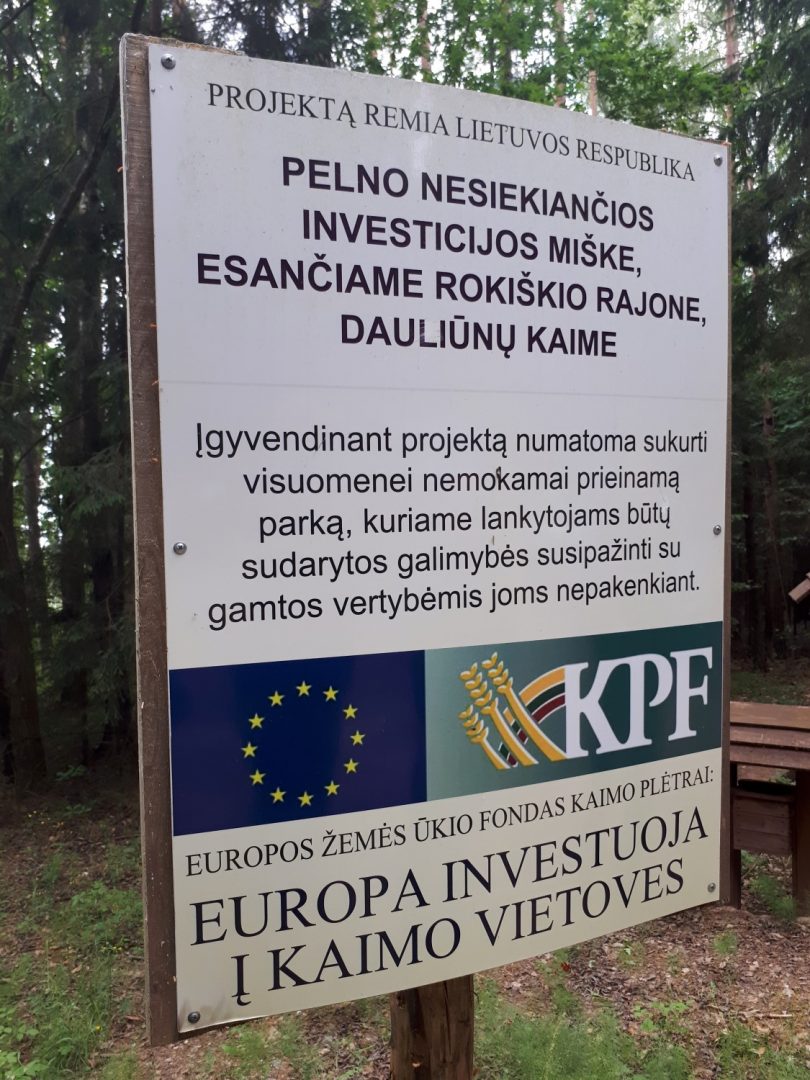 PROJEKTĄ REMIA LIETUVOS RESPUBLIKA
PELNO NESIEKIANČIOS
INVESTICIJOS MIŠKE,
ESANČIAME ROKIŠKIO RAJONE,
DAULIŪNŲ KAIME
Įgyvendinant projektą numatoma sukurti
visuomenei nemokamai prieinamą
parką, kuriame lankytojams būtų
sudarytos galimybės susipažinti su
gamtos vertybėmis joms nepakenkiant.
KPF
EUROPOS ŽEMĖS ŪKIO FONDAS KAIMO PLĖTRAI:
EUROPA INVESTUOJA
Į KAIMO VIETOVES